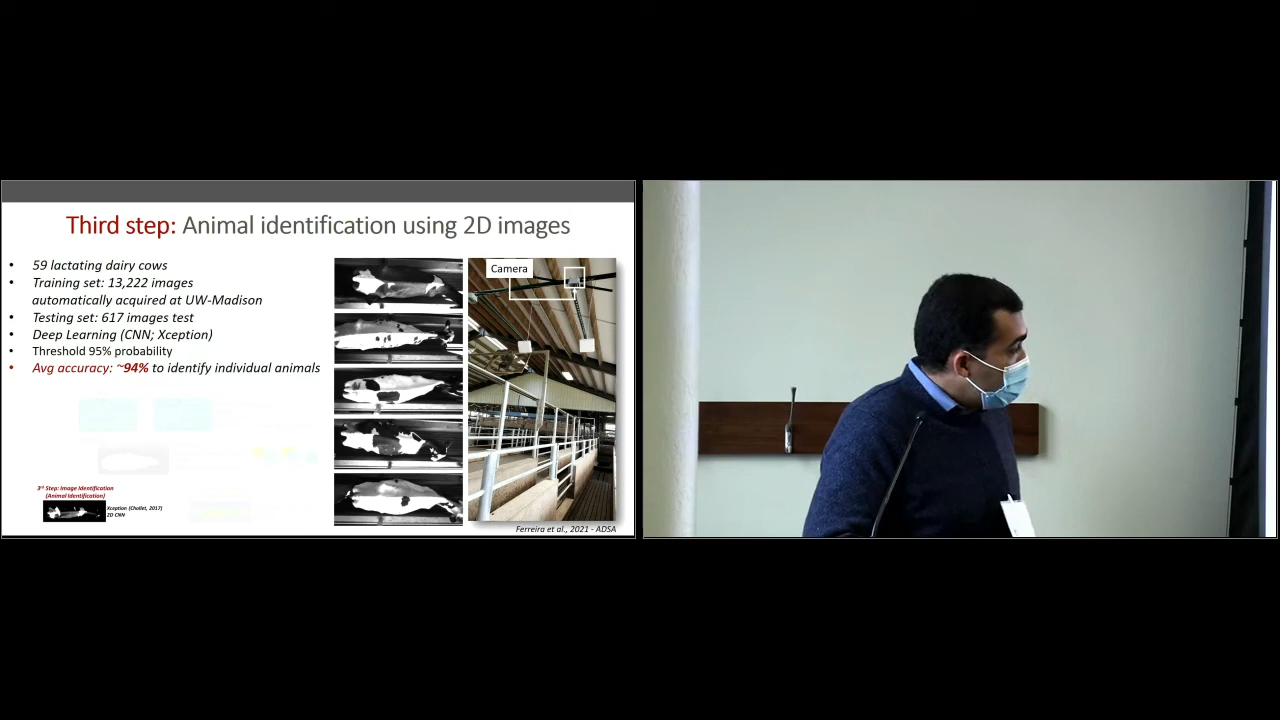 Third step: Animal identification using 2D images
• 59 lactating dairy cows
• Training set: 13,222 images
automatically acquired at UW-Madison
• Testing set: 617 images test
• Deep Learning (CNN; Xception)
• Threshold 95% probability
• Avg accuracy: ~94% to identify individual animals
3rd Step: Image Identification
(Animal Identification)
Xception (Chollet, 2017)
2D CNN
Camera
Ferreira et al., 2021 - ADSA